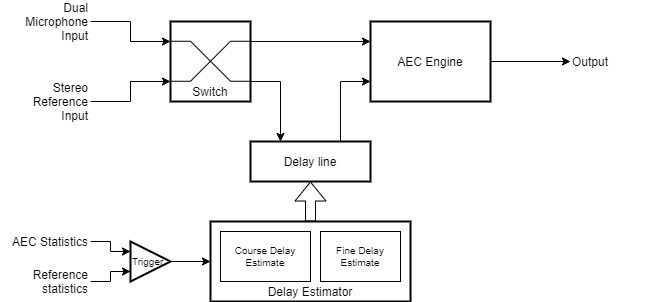 Dual
Microphone
Input
AEC Engine
Output
Stereo
Reference
Input
Switch
Delay line
AEC Statistics
Trigger
Reference
statistics
Course Delay
Estimate
Fine Delay
Estimate
Delay Estimator